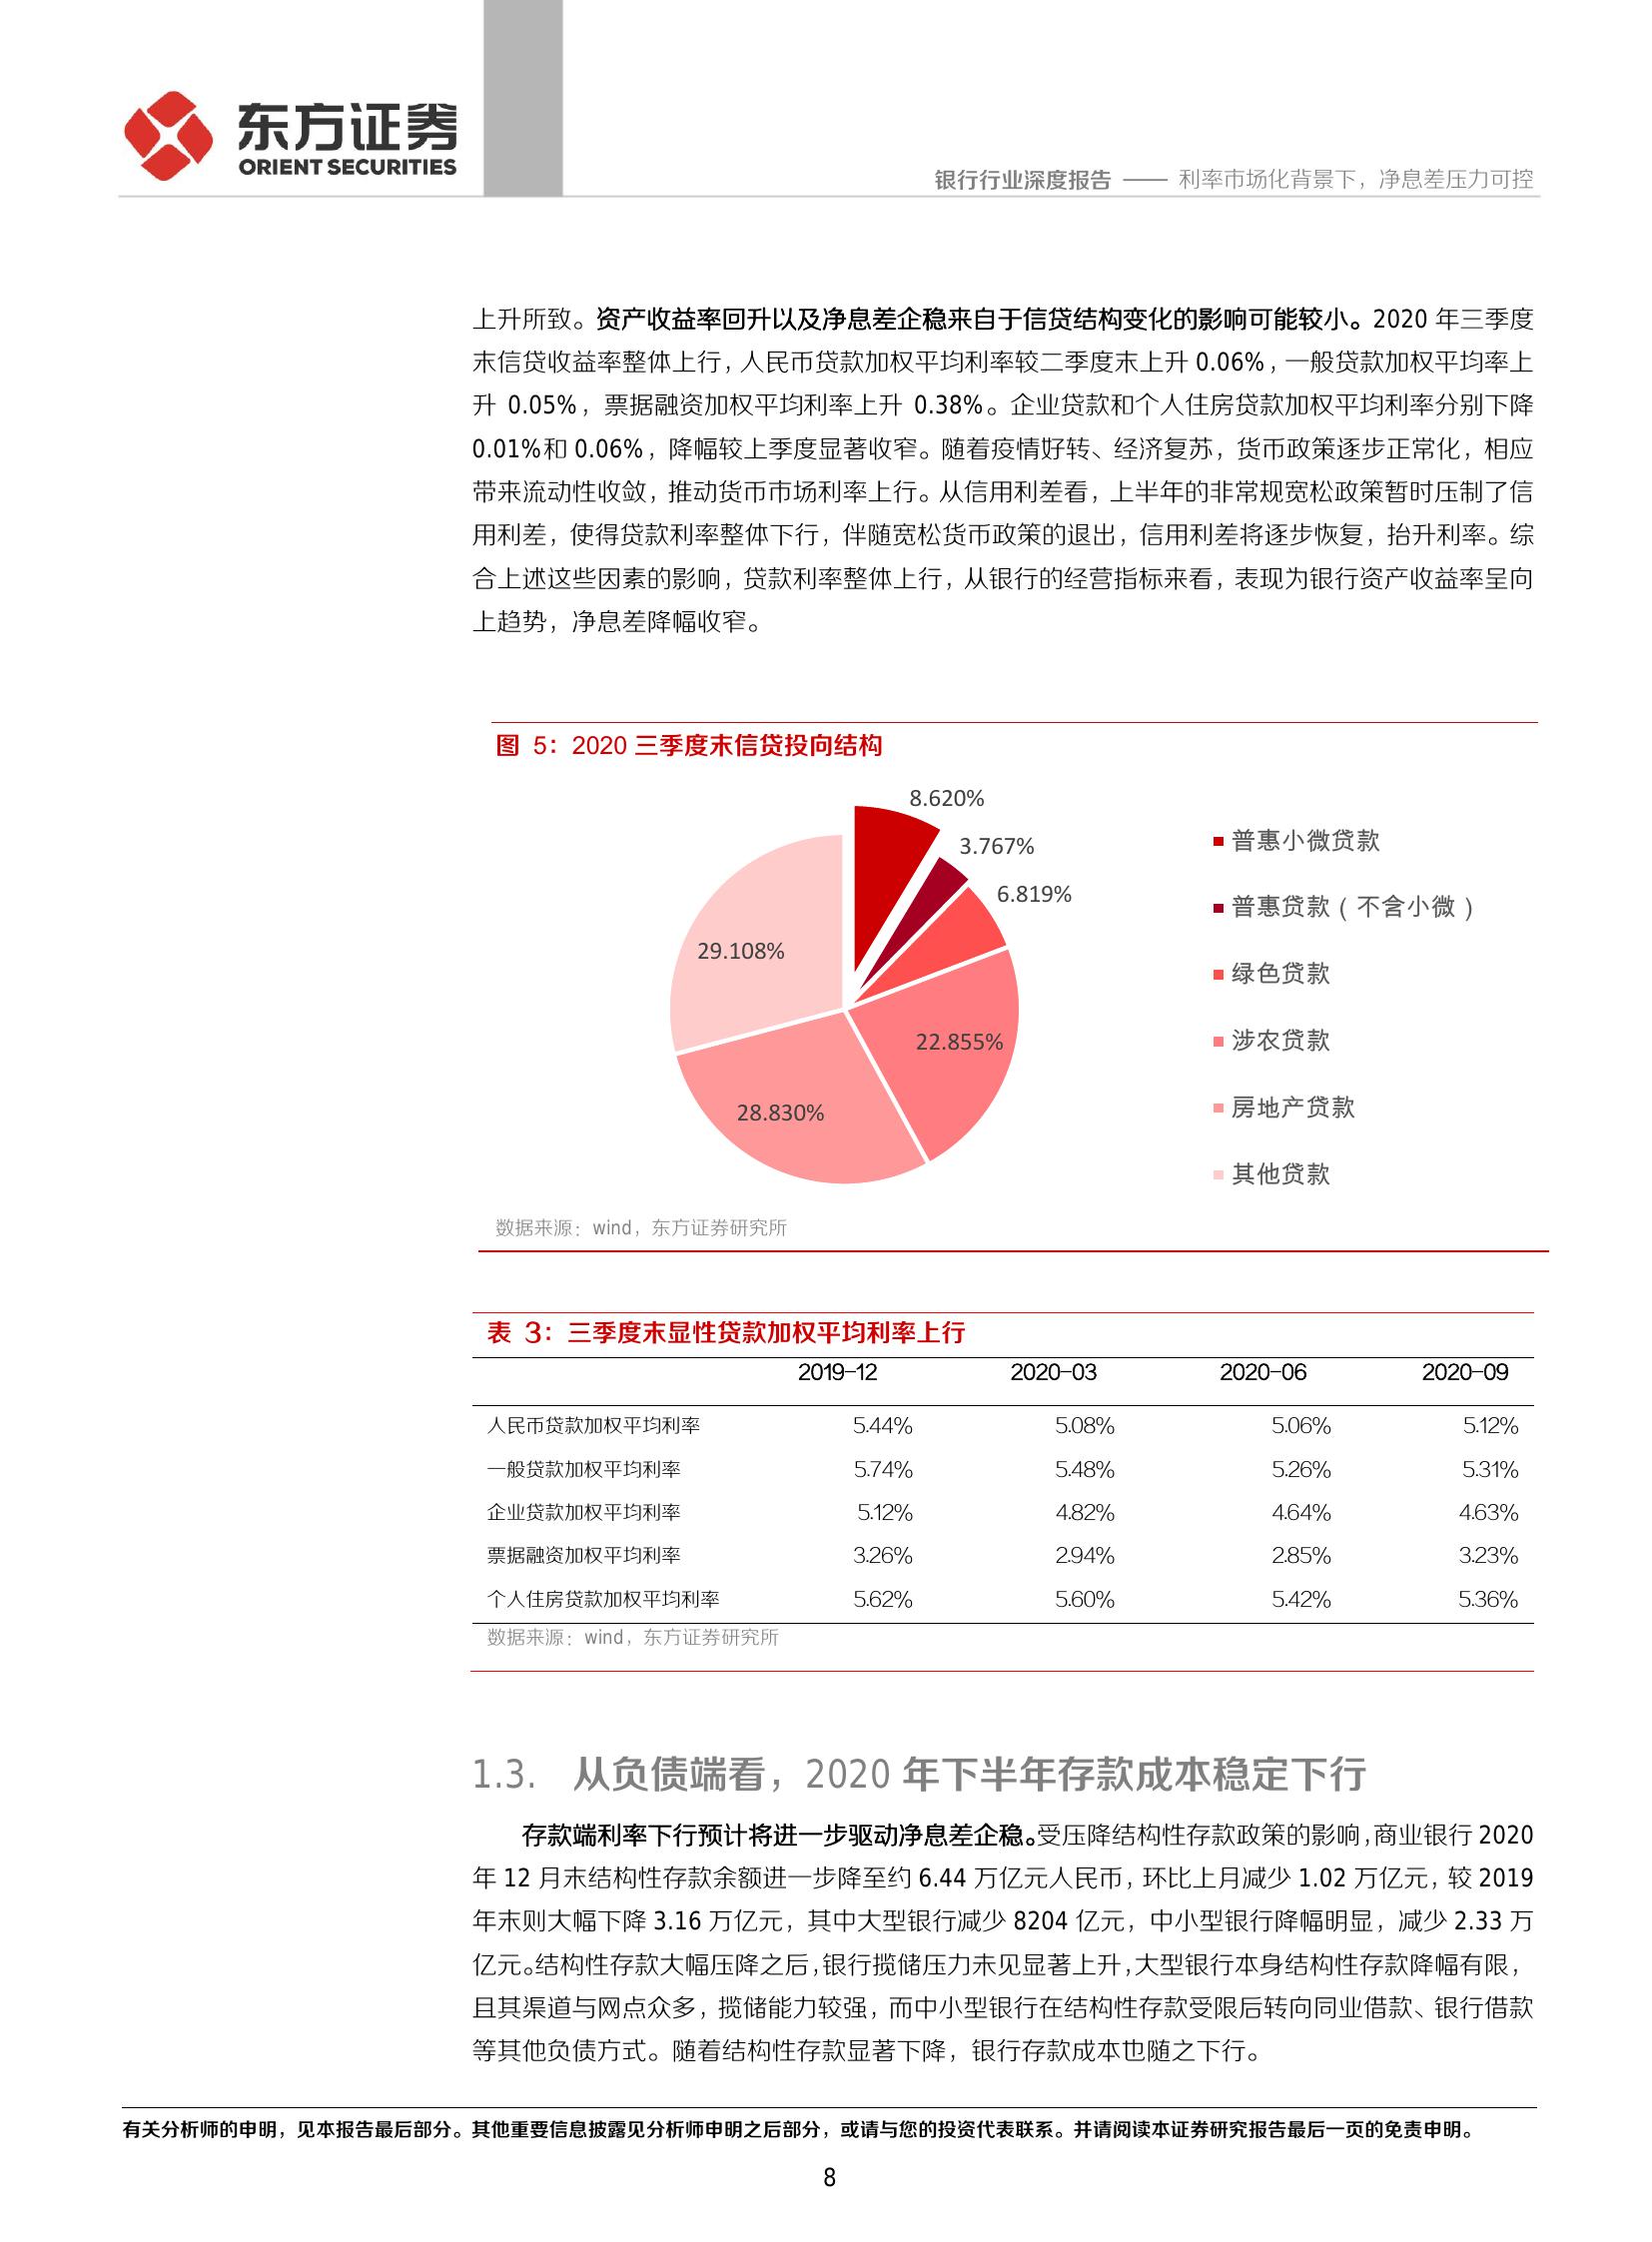 东方证券
ORIENT SECURITIES
银行行业深度报告 —— 利率市场化背景下，净息差压力可控
上升所致。资产收益率回升以及净息差企稳来自于信贷结构变化的影响可能较小。2020 年三季度
末信贷收益率整体上行，人民币贷款加权平均利率较二季度末上升 0.06%，一般贷款加权平均率上
升 0.05%，票据融资加权平均利率上升 0.38%。企业贷款和个人住房贷款加权平均利率分别下降
0.01%和 0.06%，降幅较上季度显著收窄。随着疫情好转、经济复苏，货币政策逐步正常化，相应
带来流动性收敛，推动货币市场利率上行。从信用利差看，上半年的非常规宽松政策暂时压制了信
用利差，使得贷款利率整体下行，伴随宽松货币政策的退出，信用利差将逐步恢复，抬升利率。综
合上述这些因素的影响，贷款利率整体上行，从银行的经营指标来看，表现为银行资产收益率呈向
上趋势，净息差降幅收窄。
图 5：2020 三季度末信贷投向结构
8.620%
3.767%
6.819%
22.855%
28.830%
29.108%
普惠小微贷款
普惠贷款（不含小微）
绿色贷款
涉农贷款
房地产贷款
其他贷款
数据来源：wind，东方证券研究所
表 3：三季度末显性贷款加权平均利率上行
2019-12 2020-03 2020-06 2020-09
人民币贷款加权平均利率 5.44% 5.08% 5.06% 5.12%
一般贷款加权平均利率 5.74% 5.48% 5.26% 5.31%
企业贷款加权平均利率 5.12% 4.82% 4.64% 4.63%
票据融资加权平均利率 3.26% 2.94% 2.85% 3.23%
个人住房贷款加权平均利率 5.62% 5.60% 5.42% 5.36%
数据来源：wind，东方证券研究所
1.3. 从负债端看，2020 年下半年存款成本稳定下行
存款端利率下行预计将进一步驱动净息差企稳。受压降结构性存款政策的影响，商业银行 2020
年 12 月末结构性存款余额进一步降至约 6.44 万亿元人民币，环比上月减少 1.02 万亿元，较 2019
年末则大幅下降 3.16 万亿元，其中大型银行减少 8204 亿元，中小型银行降幅明显，减少 2.33 万
亿元。结构性存款大幅压降之后，银行揽储压力未见显著上升，大型银行本身结构性存款降幅有限，
且其渠道与网点众多，揽储能力较强，而中小型银行在结构性存款受限后转向同业借款、银行借款
等其他负债方式。随着结构性存款显著下降，银行存款成本也随之下行。
有关分析师的申明，见本报告最后部分。其他重要信息披露见分析师申明之后部分，或请与您的投资代表联系。并请阅读本证券研究报告最后一页的免责申明。
8